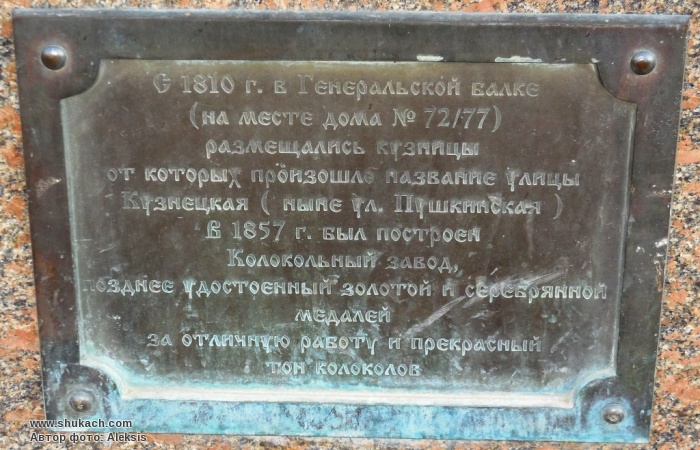 С 1810 г. в Генеральской балке
(на месте дома № 72/77)
размещались кузницы
от которых произошло название улицы
Кузнецкая ( ныне ул. Пушкинская )
В 1857 г. был построен
Колокольный завод,
позднее удостоенный золотой и серебрянной
медалей
за отличную работу и прекрасный
тон колоколов
www.shukach.com
Автор фото: Aleksis